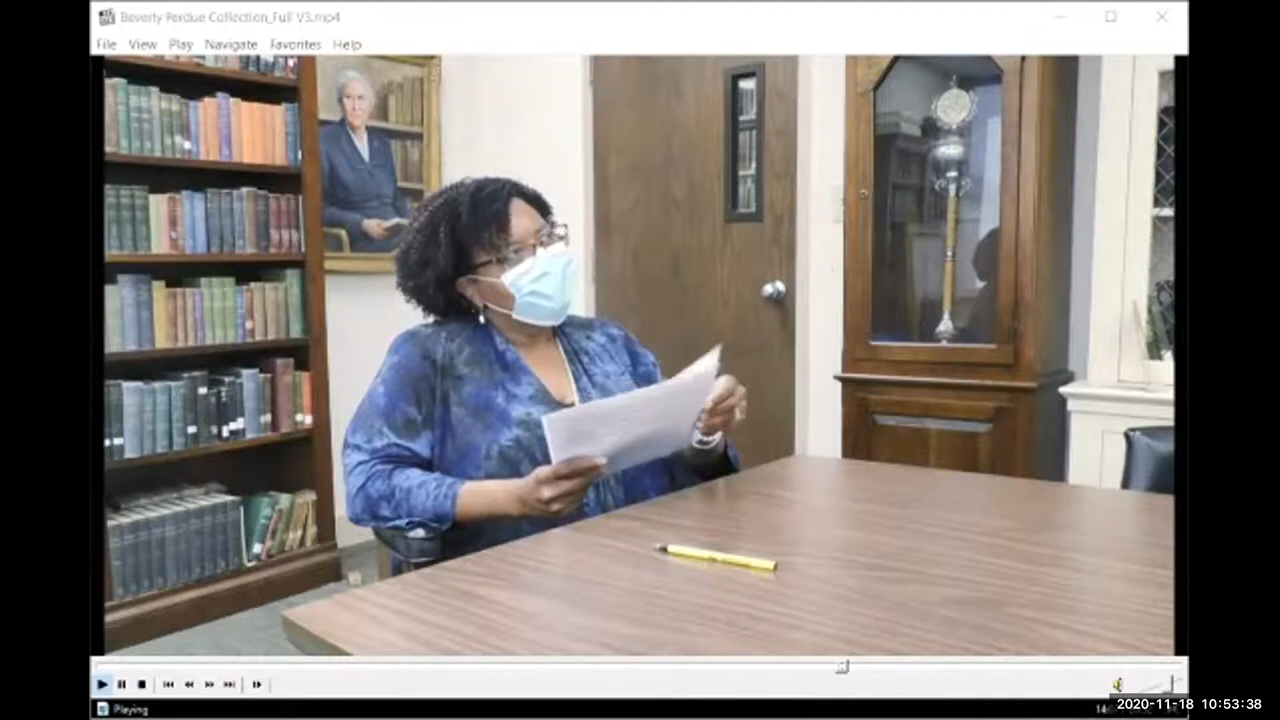 Beverly Perdue Collection_Full V3.mp4
File View Play Navigate Favorites Help
Playing
2020-11-18 10:53:38